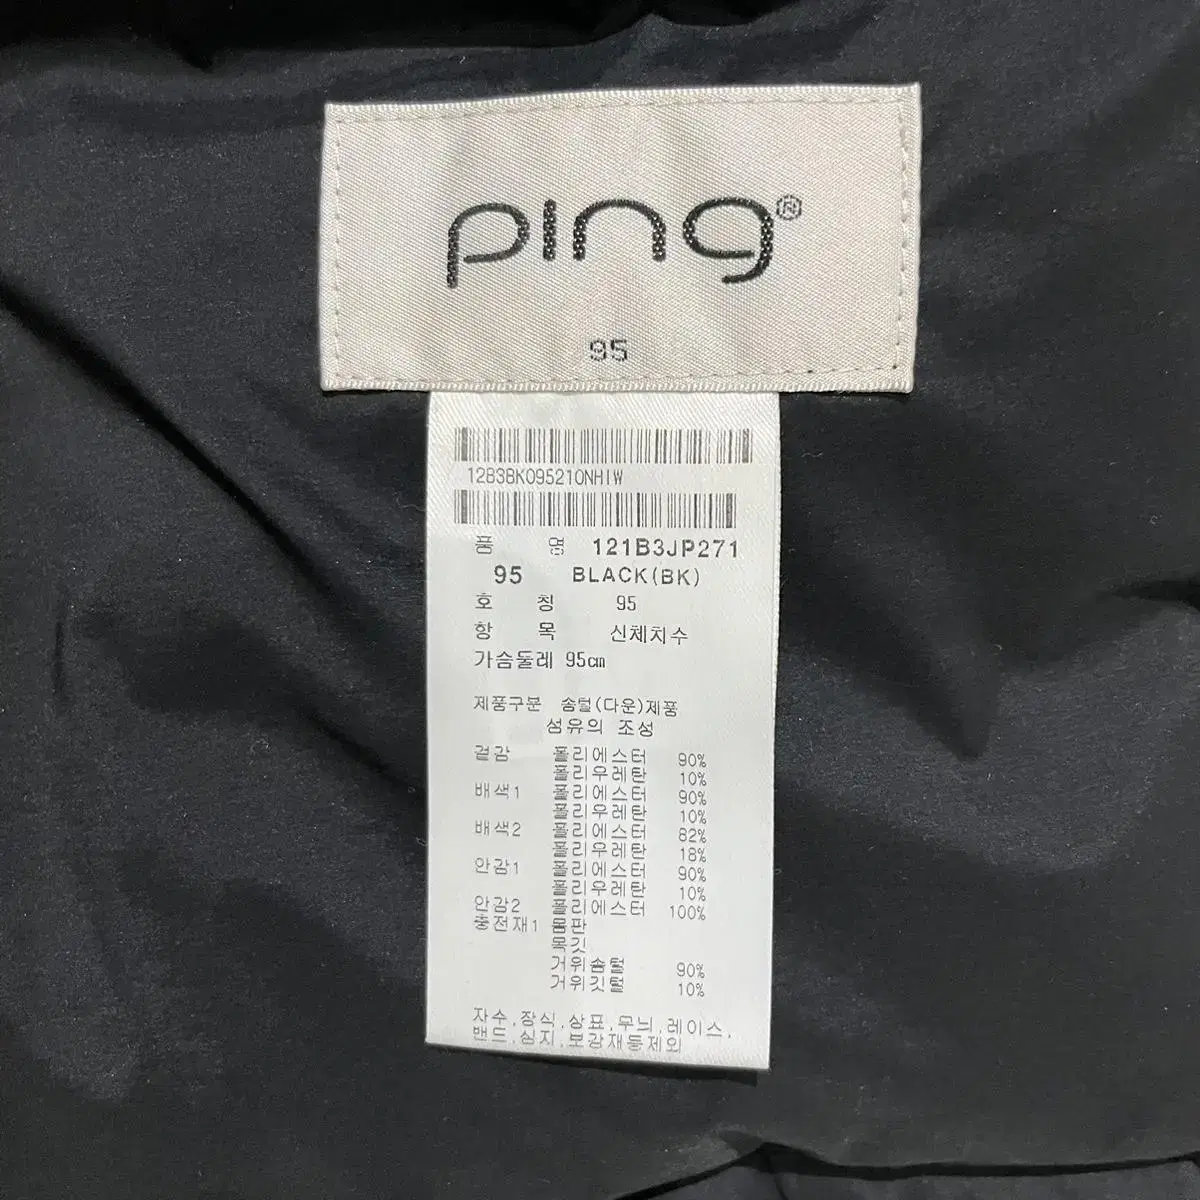 ping®
95
12B3BK095210NHIW
품 명 121B3JP271
95 BLACK(BK)
호 칭 95
항 목 신체치수
가슴둘레 95cm
제품구분 솜털(다운)제품
섬유의 조성
겉감 폴리에스터 90%
폴리우레탄 10%
배색1 폴리에스터 90%
폴리우레탄 10%
배색2 폴리에스터 82%
폴리우레탄 18%
안감1 폴리에스터 90%
폴리우레탄 10%
안감2 폴리에스터 100%
충전재1 몸판
목깃
거위솜털 90%
거위깃털 10%
자수,장식,상표,무늬,레이스,
밴드,심지,보강재등제외